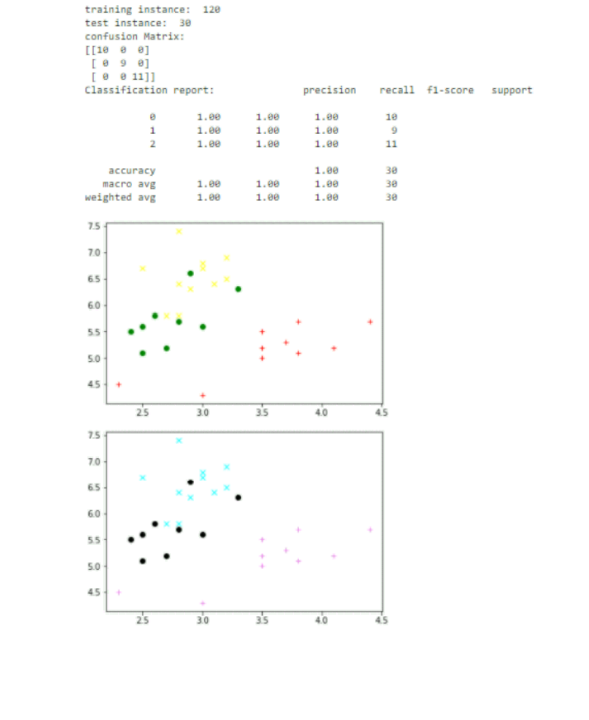 training instance:  120
test instance:  30
confusion Matrix:
[[10  0  0]
 [ 0  9  0]
 [ 0  0 11]]
Classification report:               precision    recall  f1-score   support
0       1.00      1.00      1.00        10
1       1.00      1.00      1.00         9
2       1.00      1.00      1.00        11
accuracy                           1.00        30
macro avg       1.00      1.00      1.00        30
weighted avg       1.00      1.00      1.00        30
7.5
7.0
6.5
6.0
5.5
5.0
4.5
2.5 3.0 3.5 4.0 4.5
7.5
7.0
6.5
6.0
5.5
5.0
4.5
2.5 3.0 3.5 4.0 4.5